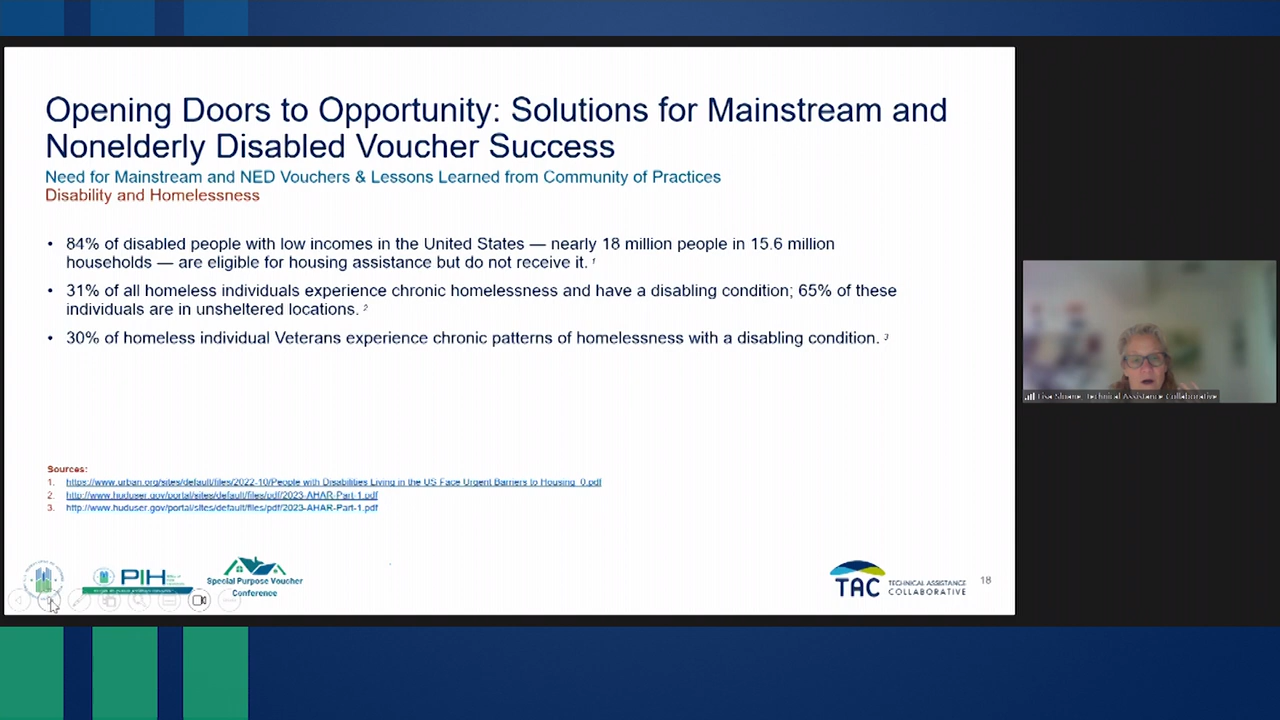 Opening Doors to Opportunity: Solutions for Mainstream and
Nonelderly Disabled Voucher Success
Need for Mainstream and NED Vouchers & Lessons Learned from Community of Practices
Disability and Homelessness
• 84% of disabled people with low incomes in the United States — nearly 18 million people in 15.6 million
households — are eligible for housing assistance but do not receive it. 1
• 31% of all homeless individuals experience chronic homelessness and have a disabling condition; 65% of these
individuals are in unsheltered locations. 2
• 30% of homeless individual Veterans experience chronic patterns of homelessness with a disabling condition. 3
Sources:
1. https://www.urban.org/sites/default/files/2022-10/People with Disabilities Living in the US Face Urgent Barriers to Housing_0.pdf
2. http://www.huduser.gov/portal/sites/default/files/pdf/2023-AHAR-Part-1.pdf
3. http://www.huduser.gov/portal/sites/default/files/pdf/2023-AHAR-Part-1.pdf
PIH
Special Purpose Voucher
Conference
TAC
TECHNICAL ASSISTANCE
COLLABORATIVE
18
Lisa Sloane, Technical Assistance Collaborative